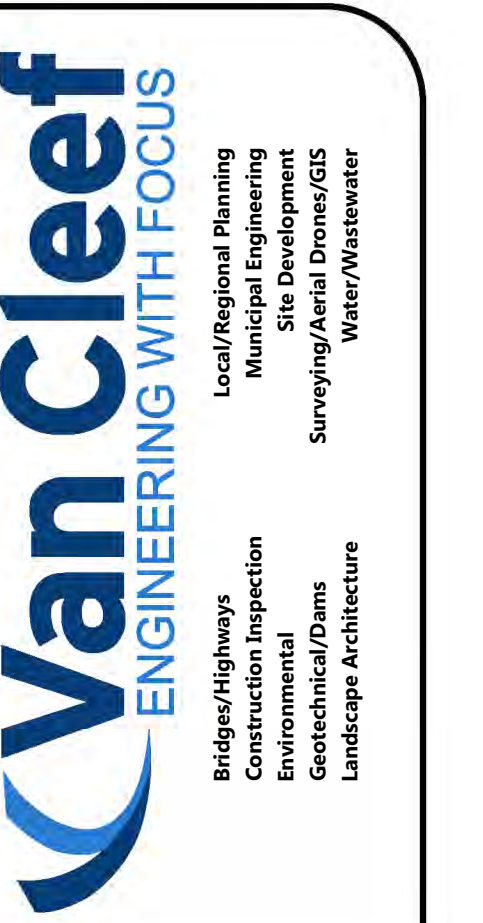 Van Cleef
ENGINEERING WITH FOCUS
Bridges/Highways
Construction Inspection
Environmental
Geotechnical/Dams
Landscape Architecture
Local/Regional Planning
Municipal Engineering
Site Development
Surveying/Aerial Drones/GIS
Water/Wastewater